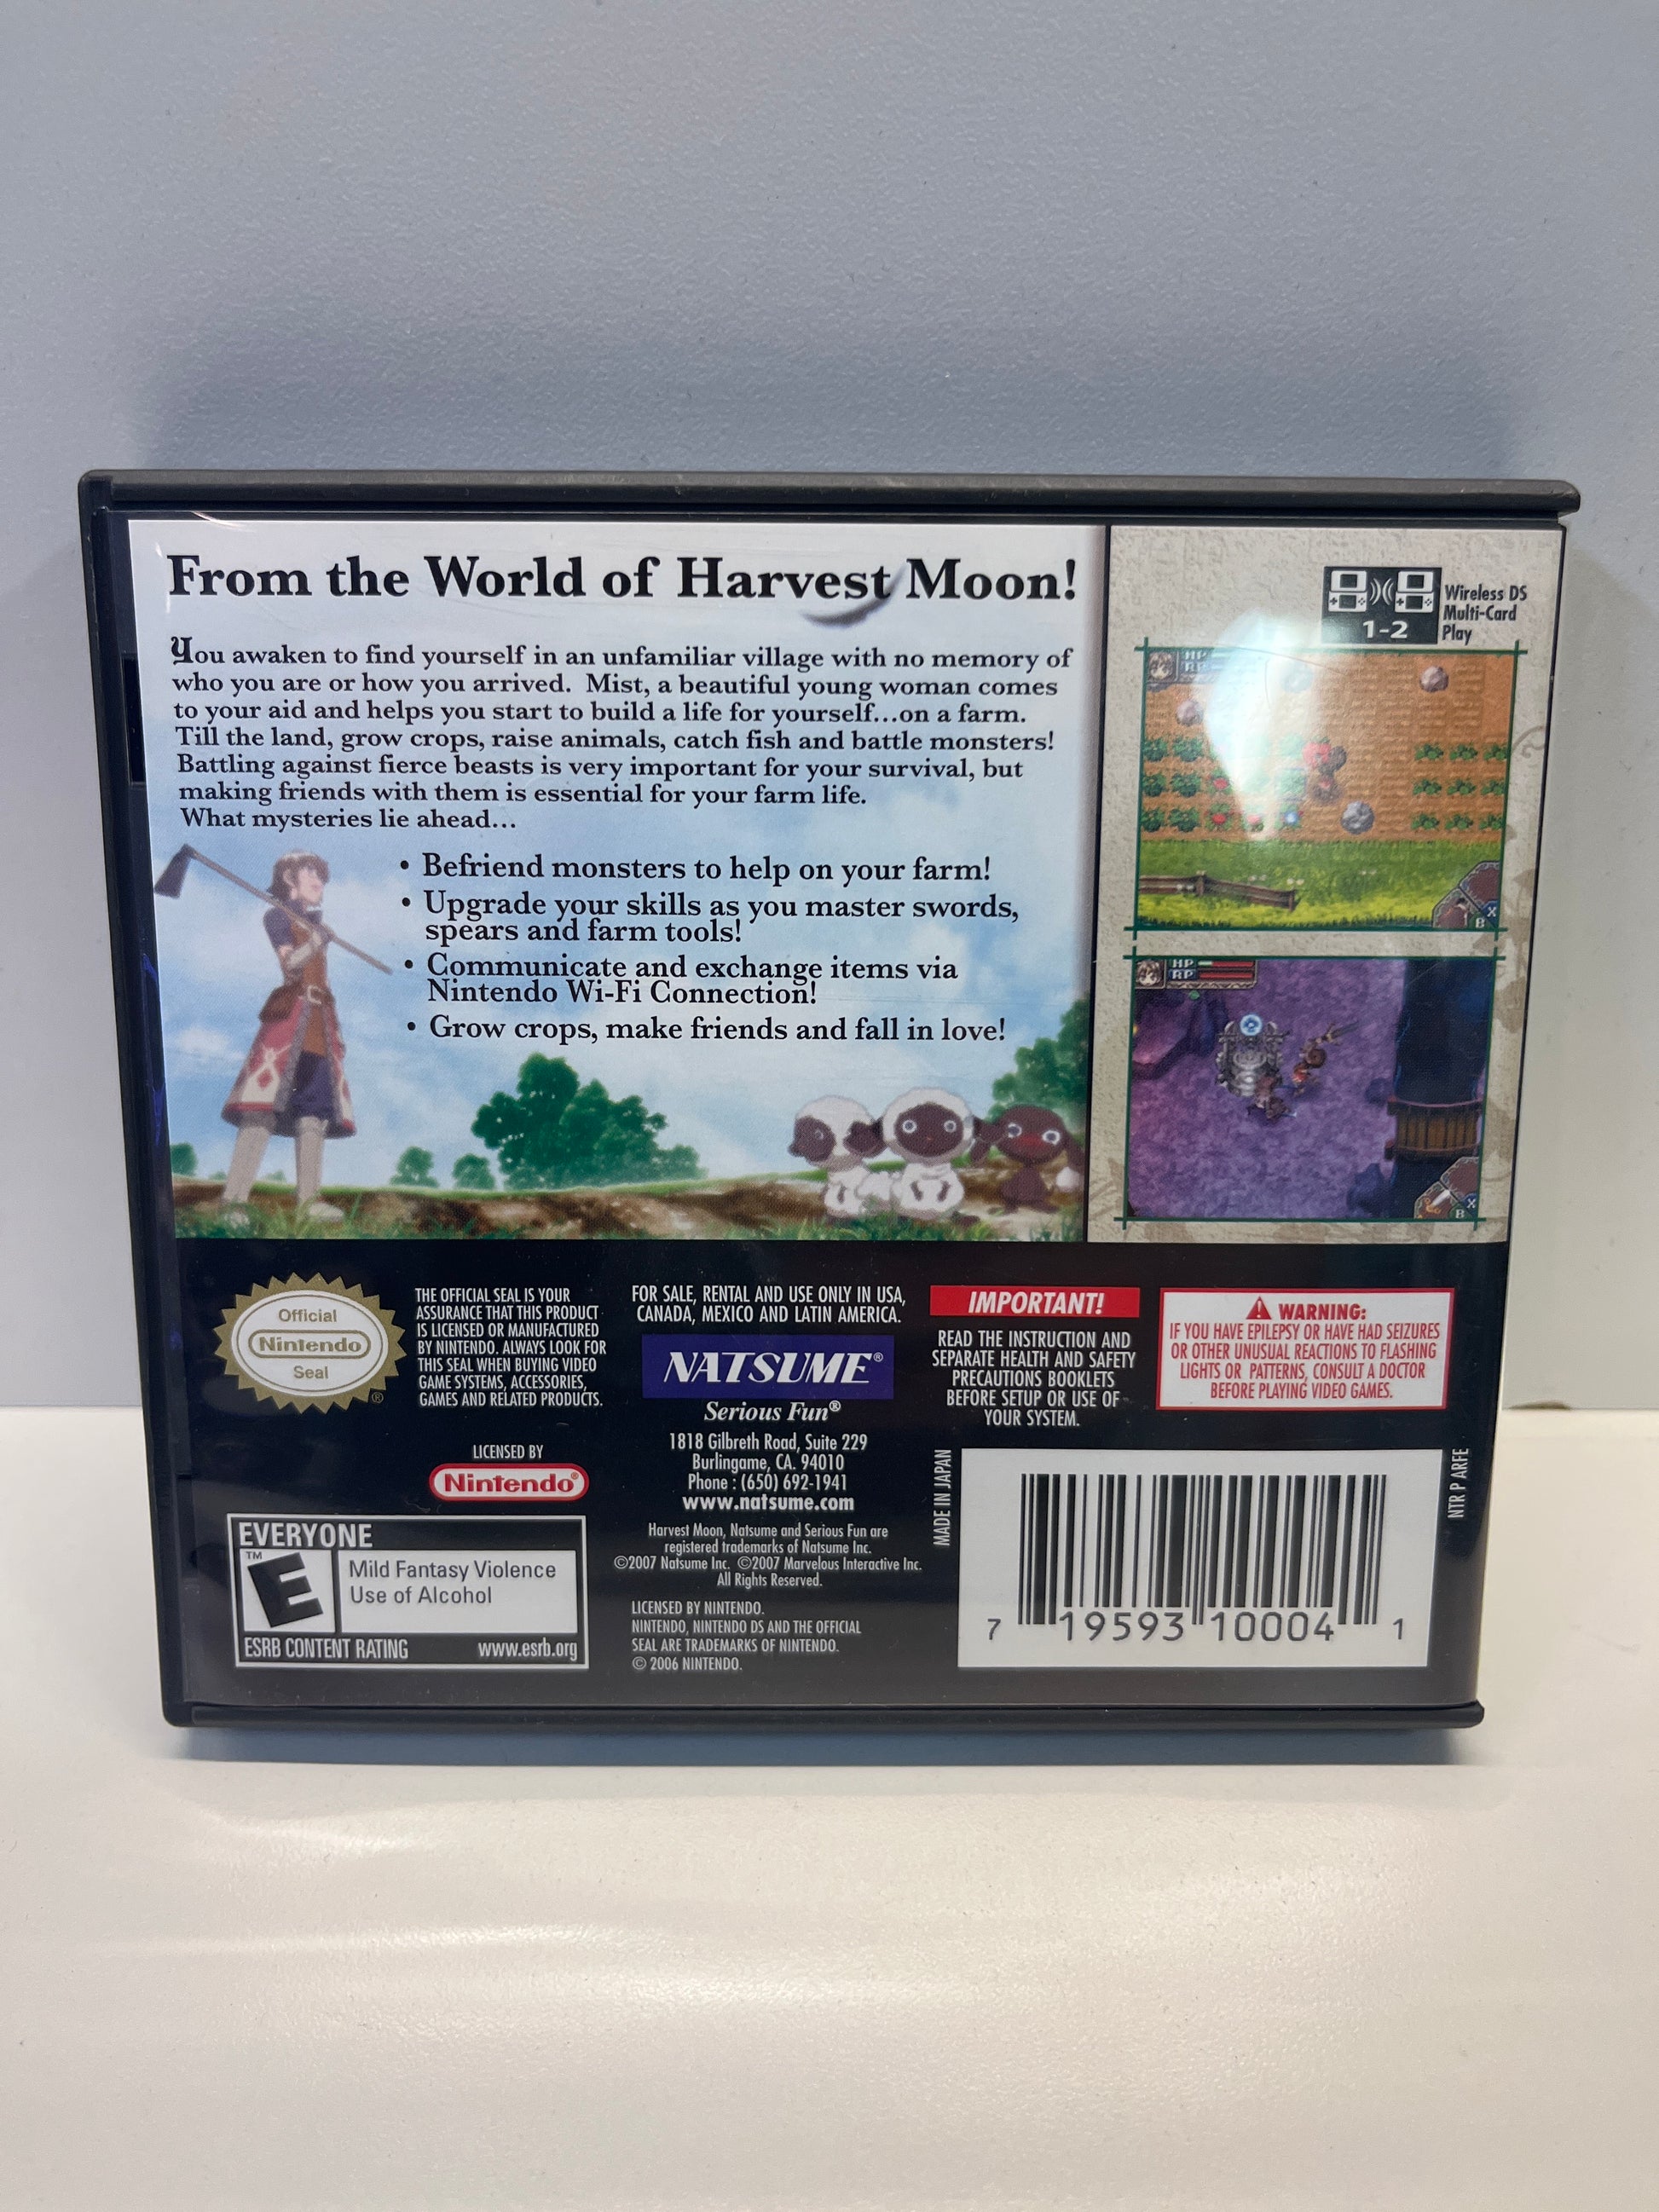 From the World of Harvest Moon!
You awaken to find yourself in an unfamiliar village with no memory of
who you are or how you arrived. Mist, a beautiful young woman comes
to your aid and helps you start to build a life for yourself...on a farm.
Till the land, grow crops, raise animals, catch fish and battle monsters!
Battling against fierce beasts is very important for your survival, but
making friends with them is essential for your farm life.
What mysteries lie ahead...
• Befriend monsters to help on your farm!
• Upgrade your skills as you master swords,
spears and farm tools!
• Communicate and exchange items via
Nintendo Wi-Fi Connection!
• Grow crops, make friends and fall in love!
1-2
Wireless DS
Multi-Card
Play
HP
RP
B X
HP
RP
B X
Official
Nintendo
Seal
®
THE OFFICIAL SEAL IS YOUR
ASSURANCE THAT THIS PRODUCT
IS LICENSED OR MANUFACTURED
BY NINTENDO. ALWAYS LOOK FOR
THIS SEAL WHEN BUYING VIDEO
GAME SYSTEMS, ACCESSORIES,
GAMES AND RELATED PRODUCTS.
LICENSED BY
Nintendo®
EVERYONE
™
E
Mild Fantasy Violence
Use of Alcohol
ESRB CONTENT RATING www.esrb.org
FOR SALE, RENTAL AND USE ONLY IN USA,
CANADA, MEXICO AND LATIN AMERICA.
NATSUME®
Serious Fun®
1818 Gilbreth Road, Suite 229
Burlingame, CA. 94010
Phone : (650) 692-1941
www.natsume.com
Harvest Moon, Natsume and Serious Fun are
registered trademarks of Natsume Inc.
©2007 Natsume Inc. ©2007 Marvelous Interactive Inc.
All Rights Reserved.
LICENSED BY NINTENDO.
NINTENDO, NINTENDO DS AND THE OFFICIAL
SEAL ARE TRADEMARKS OF NINTENDO.
© 2006 NINTENDO.
IMPORTANT!
READ THE INSTRUCTION AND
SEPARATE HEALTH AND SAFETY
PRECAUTIONS BOOKLETS
BEFORE SETUP OR USE OF
YOUR SYSTEM.
WARNING:
IF YOU HAVE EPILEPSY OR HAVE HAD SEIZURES
OR OTHER UNUSUAL REACTIONS TO FLASHING
LIGHTS OR PATTERNS, CONSULT A DOCTOR
BEFORE PLAYING VIDEO GAMES.
MADE IN JAPAN
7 19593 10004 1
NTR P ARFE